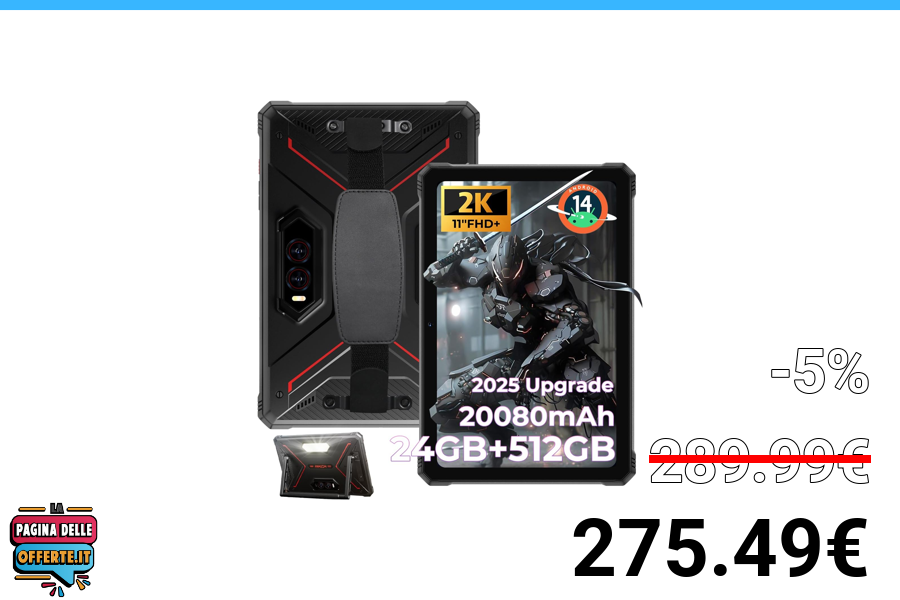 2K
11"FHD+
ANDROID
14
2025 Upgrade
20080mAh
24GB+512GB
-5%
289.99€
275.49€
LA
PAGINA DELLE
OFFERTE.IT